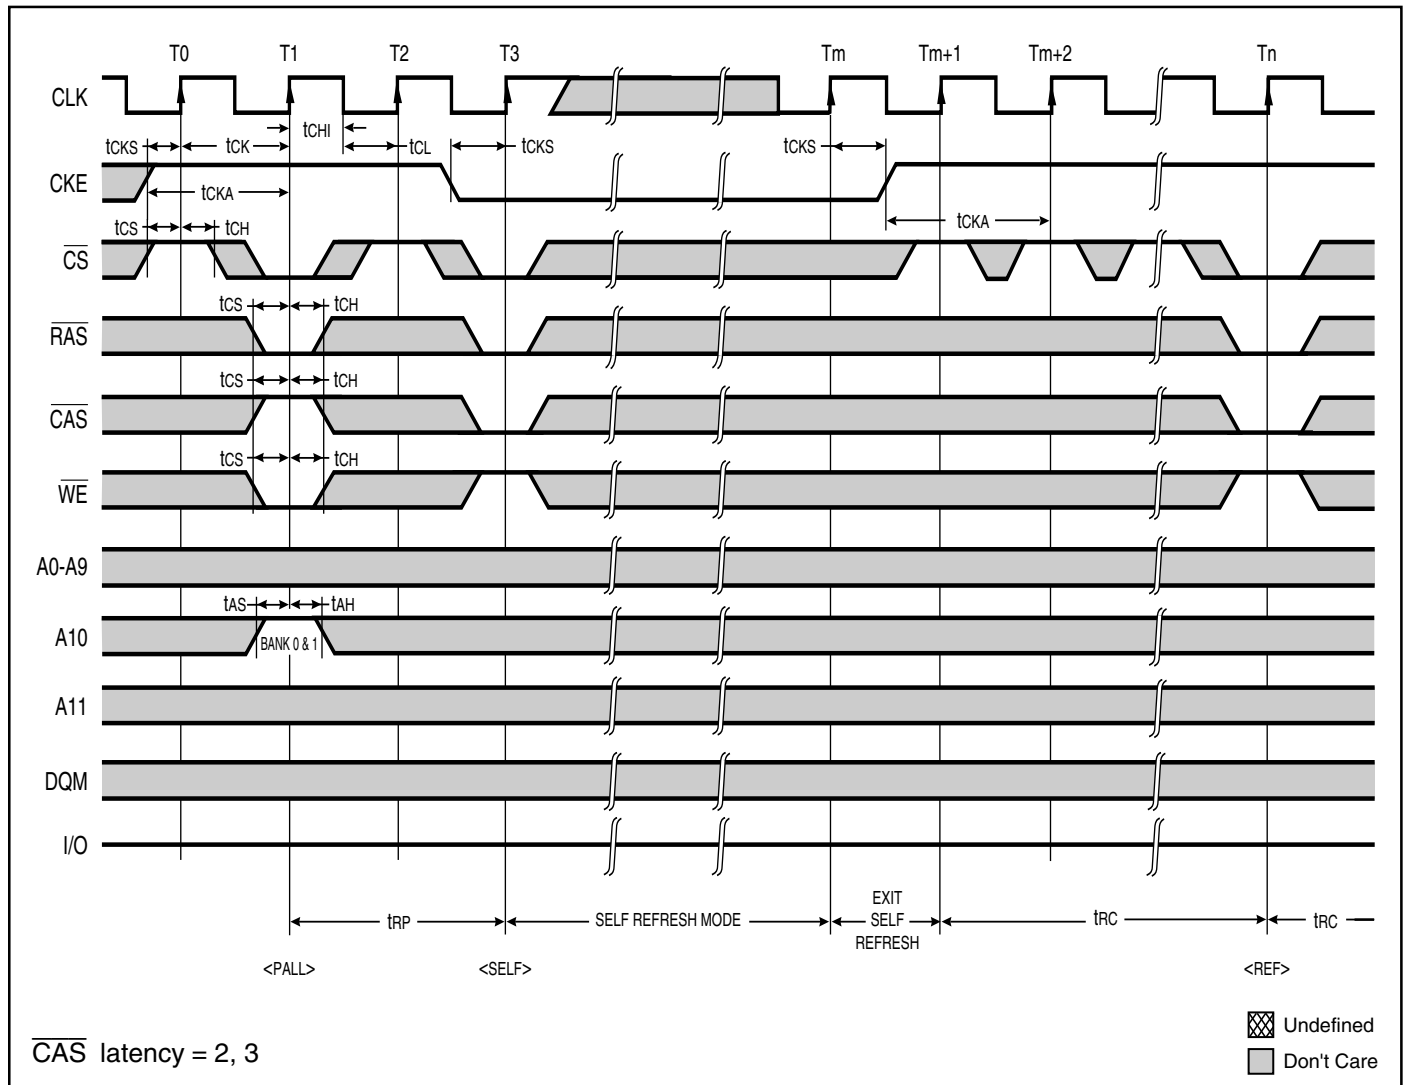 T0 T1 T2 T3 Tm Tm+1 Tm+2 Tn
CLK
tCHI
tCKS tCK tCL tCKS tCKS
CKE
tCKA
tCKA
tCS tCH
CS
tCS tCH
RAS
tCS tCH
CAS
tCS tCH
WE
A0-A9
tAS tAH
A10
BANK 0 & 1
A11
DQM
I/O
tRP SELF REFRESH MODE EXIT
SELF
REFRESH tRC tRC
<PALL> <SELF> <REF>
Undefined
CAS latency = 2, 3
Don't Care